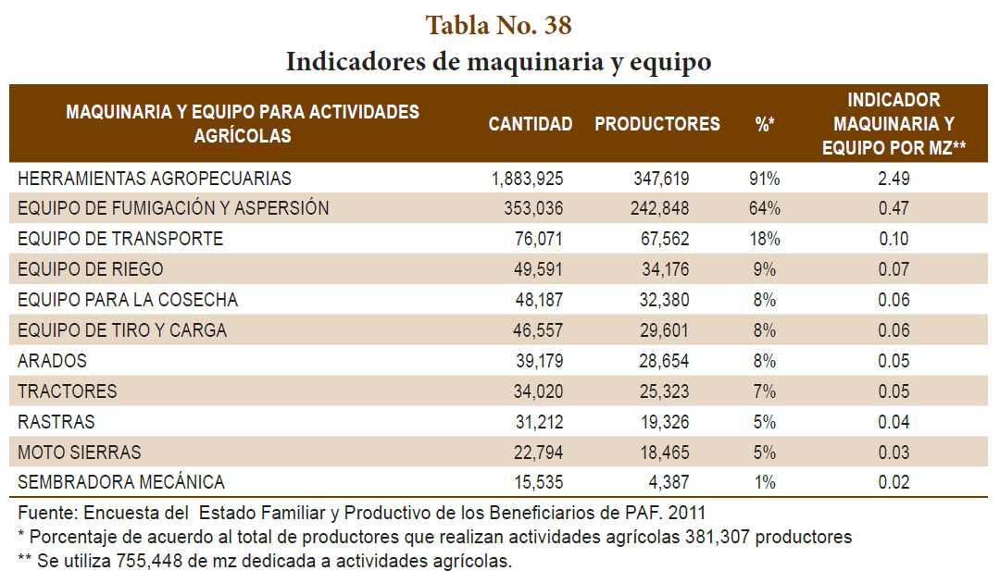 Tabla No. 38
Indicadores de maquinaria y equipo
MAQUINARIA Y EQUIPO PARA ACTIVIDADES AGRÍCOLAS CANTIDAD PRODUCTORES %* INDICADOR MAQUINARIA Y EQUIPO POR MZ**
HERRAMIENTAS AGROPECUARIAS 1,883,925 347,619 91% 2.49
EQUIPO DE FUMIGACIÓN Y ASPERSIÓN 353,036 242,848 64% 0.47
EQUIPO DE TRANSPORTE 76,071 67,562 18% 0.10
EQUIPO DE RIEGO 49,591 34,176 9% 0.07
EQUIPO PARA LA COSECHA 48,187 32,380 8% 0.06
EQUIPO DE TIRO Y CARGA 46,557 29,601 8% 0.06
ARADOS 39,179 28,654 8% 0.05
TRACTORES 34,020 25,323 7% 0.05
RASTRAS 31,212 19,326 5% 0.04
MOTO SIERRAS 22,794 18,465 5% 0.03
SEMBRADORA MECÁNICA 15,535 4,387 1% 0.02
Fuente: Encuesta del Estado Familiar y Productivo de los Beneficiarios de PAF. 2011
* Porcentaje de acuerdo al total de productores que realizan actividades agrícolas 381,307 productores
** Se utiliza 755,448 de mz dedicada a actividades agrícolas.